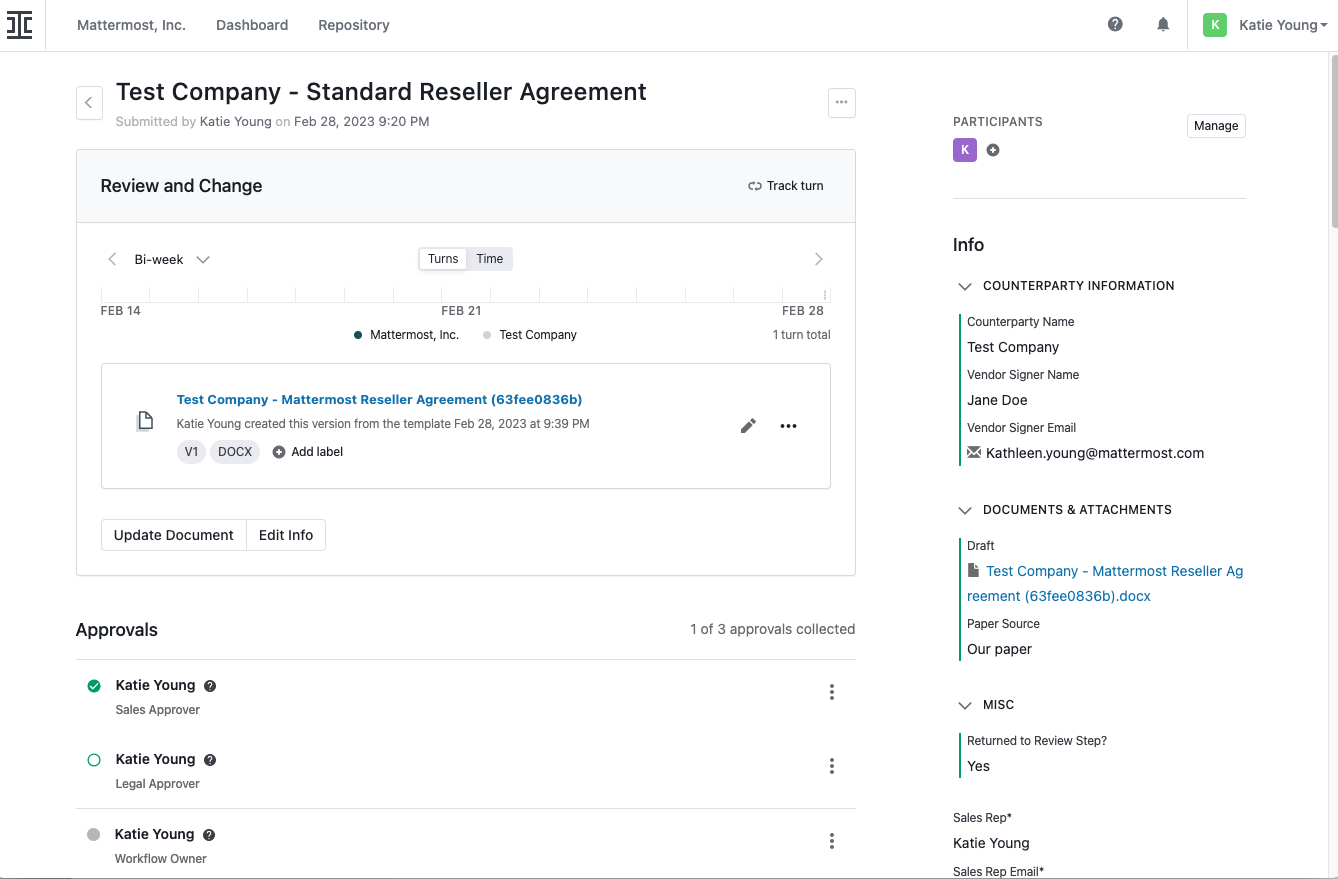 Mattermost, Inc. Dashboard Repository K Katie Young
Test Company - Standard Reseller Agreement
Submitted by Katie Young on Feb 28, 2023 9:20 PM
Review and Change
Track turn
Bi-week
Turns Time
FEB 14 FEB 21 FEB 28
Mattermost, Inc. Test Company 1 turn total
Test Company - Mattermost Reseller Agreement (63fee0836b)
Katie Young created this version from the template Feb 28, 2023 at 9:39 PM
V1 DOCX Add label
Update Document Edit Info
Approvals
1 of 3 approvals collected
Katie Young
Sales Approver
Katie Young
Legal Approver
Katie Young
Workflow Owner
PARTICIPANTS
Manage
K
Info
COUNTERPARTY INFORMATION
Counterparty Name
Test Company
Vendor Signer Name
Jane Doe
Vendor Signer Email
Kathleen.young@mattermost.com
DOCUMENTS & ATTACHMENTS
Draft
Test Company - Mattermost Reseller Ag
reement (63fee0836b).docx
Paper Source
Our paper
MISC
Returned to Review Step?
Yes
Sales Rep*
Katie Young
Sales Rep Email*